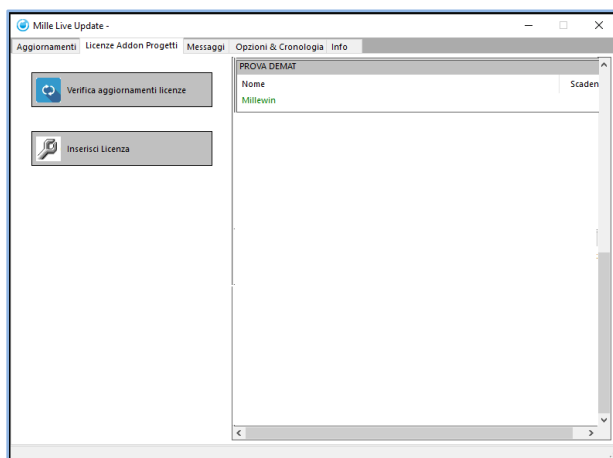 Mille Live Update -
Aggiornamenti Licenze Addon Progetti Messaggi Opzioni & Cronologia Info
Verifica aggiornamenti licenze
Inserisci Licenza
PROVA DEMAT
Nome Scaden
Millewin